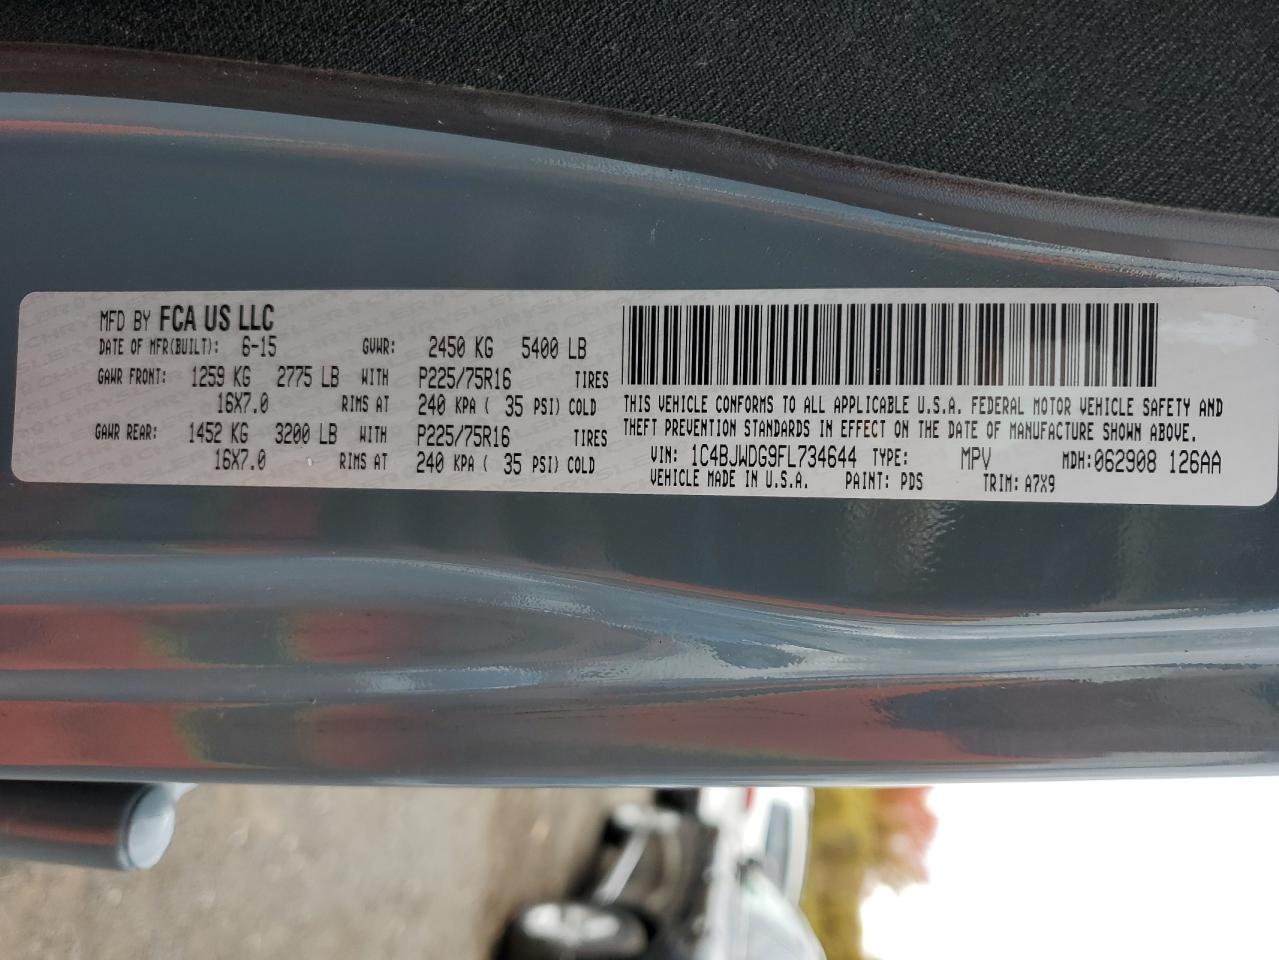 MFD BY FCA US LLC
DATE OF MFR(BUILT): 6-15 GVWR: 2450 KG 5400 LB
GAWR FRONT: 1259 KG 2775 LB WITH P225/75R16 TIRES
16X7.0 RIMS AT 240 KPA ( 35 PSI) COLD
GAWR REAR: 1452 KG 3200 LB WITH P225/75R16 TIRES
16X7.0 RIMS AT 240 KPA ( 35 PSI) COLD
THIS VEHICLE CONFORMS TO ALL APPLICABLE U.S.A. FEDERAL MOTOR VEHICLE SAFETY AND
THEFT PREVENTION STANDARDS IN EFFECT ON THE DATE OF MANUFACTURE SHOWN ABOVE.
VIN: 1C4BJWDG9FL734644 TYPE: MPV MDH:062908 126AA
VEHICLE MADE IN U.S.A. PAINT: PDS TRIM: A7X9